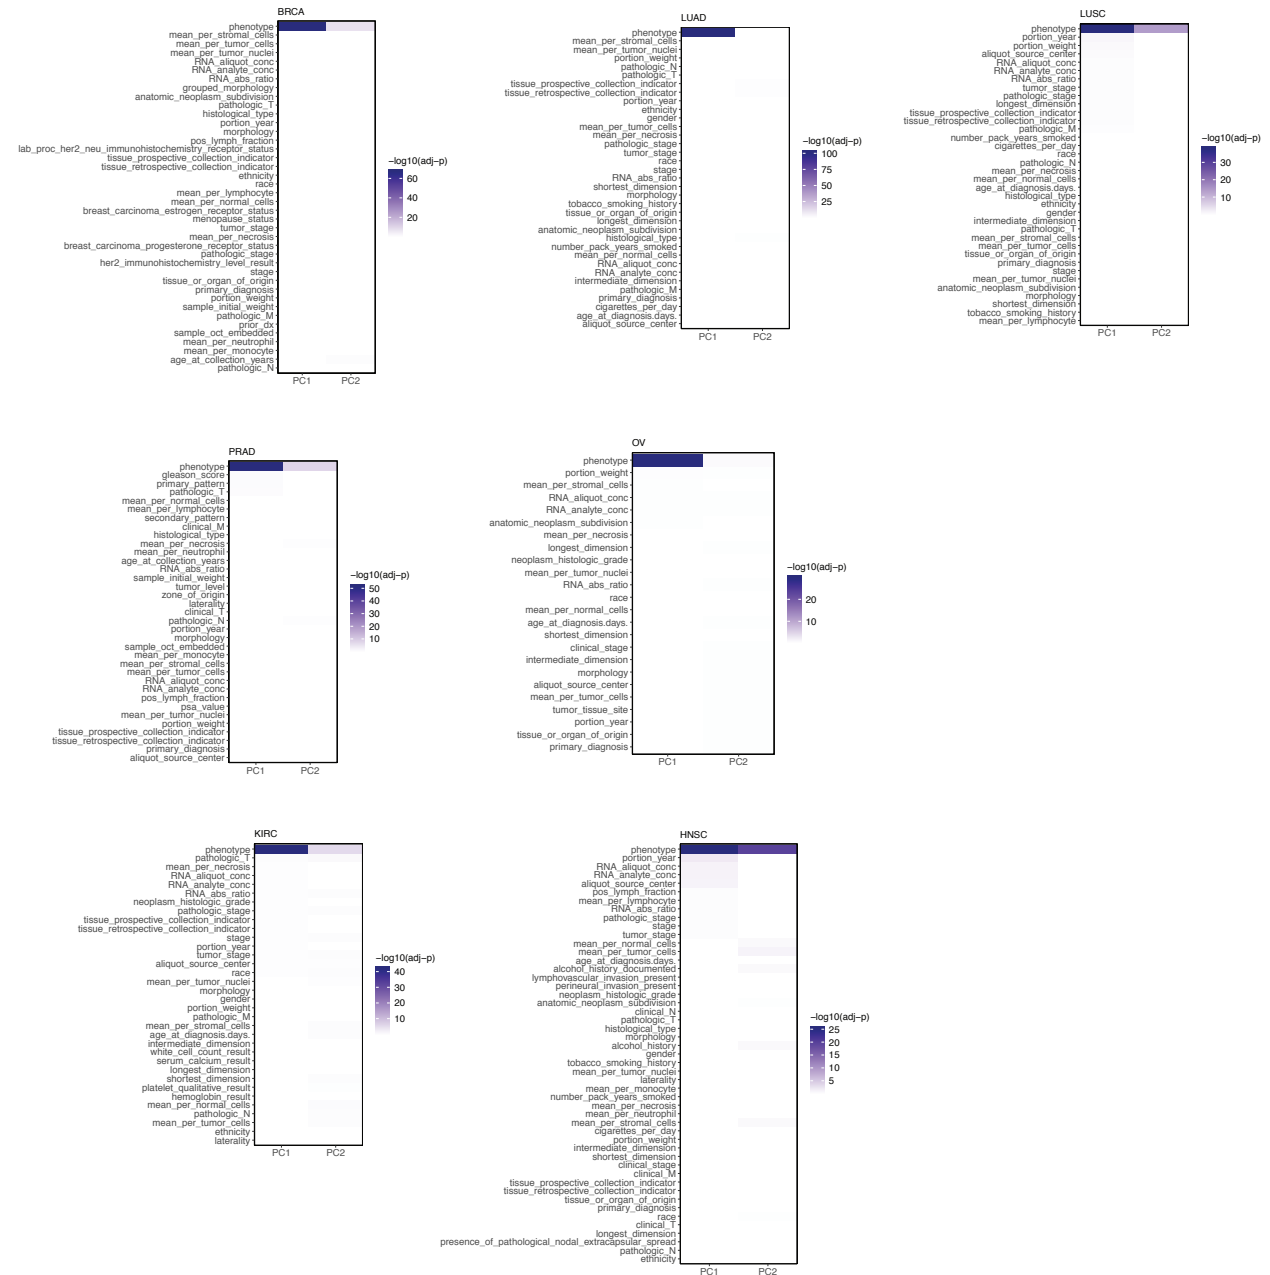 BRCA
phenotype
mean_per_stromal_cells
mean_per_tumor_cells
mean_per_tumor_nuclei
RNA_aliquot_conc
RNA_analyte_conc
RNA_abs_ratio
grouped_morphology
anatomic_neoplasm_subdivision
pathologic_T
histological_type
portion_year
morphology
pos_lymph_fraction
lab_proc_her2_neu_immunohistochemistry_receptor_status
tissue_prospective_collection_indicator
tissue_retrospective_collection_indicator
ethnicity
race
mean_per_lymphocyte
mean_per_normal_cells
breast_carcinoma_estrogen_receptor_status
menopause_status
tumor_stage
mean_per_necrosis
breast_carcinoma_progesterone_receptor_status
pathologic_stage
her2_immunohistochemistry_level_result
stage
tissue_or_organ_of_origin
primary_diagnosis
portion_weight
sample_initial_weight
pathologic_M
prior_dx
sample_oct_embedded
mean_per_neutrophil
mean_per_monocyte
age_at_collection_years
pathologic_N
PC1 PC2
−log10(adj−p)
60
40
20
LUAD
phenotype
mean_per_stromal_cells
mean_per_tumor_nuclei
portion_weight
pathologic_N
pathologic_T
tissue_prospective_collection_indicator
tissue_retrospective_collection_indicator
portion_year
ethnicity
gender
mean_per_tumor_cells
mean_per_necrosis
pathologic_stage
tumor_stage
race
stage
RNA_abs_ratio
shortest_dimension
morphology
tobacco_smoking_history
tissue_or_organ_of_origin
longest_dimension
anatomic_neoplasm_subdivision
histological_type
number_pack_years_smoked
mean_per_normal_cells
RNA_aliquot_conc
RNA_analyte_conc
intermediate_dimension
pathologic_M
primary_diagnosis
cigarettes_per_day
age_at_diagnosis.days.
aliquot_source_center
PC1 PC2
−log10(adj−p)
100
75
50
25
LUSC
phenotype
portion_year
portion_weight
aliquot_source_center
RNA_aliquot_conc
RNA_analyte_conc
RNA_abs_ratio
tumor_stage
pathologic_stage
longest_dimension
tissue_prospective_collection_indicator
tissue_retrospective_collection_indicator
pathologic_M
number_pack_years_smoked
cigarettes_per_day
race
pathologic_N
mean_per_necrosis
mean_per_normal_cells
age_at_diagnosis.days.
histological_type
ethnicity
gender
intermediate_dimension
pathologic_T
mean_per_stromal_cells
mean_per_tumor_cells
tissue_or_organ_of_origin
primary_diagnosis
stage
mean_per_tumor_nuclei
anatomic_neoplasm_subdivision
morphology
shortest_dimension
tobacco_smoking_history
mean_per_lymphocyte
PC1 PC2
−log10(adj−p)
30
20
10
PRAD
phenotype
gleason_score
primary_pattern
pathologic_T
mean_per_normal_cells
mean_per_lymphocyte
secondary_pattern
clinical_M
histological_type
mean_per_necrosis
mean_per_neutrophil
age_at_collection_years
RNA_abs_ratio
sample_initial_weight
tumor_level
zone_of_origin
laterality
clinical_T
pathologic_N
portion_year
morphology
sample_oct_embedded
mean_per_monocyte
mean_per_stromal_cells
mean_per_tumor_cells
RNA_aliquot_conc
RNA_analyte_conc
pos_lymph_fraction
psa_value
mean_per_tumor_nuclei
portion_weight
tissue_prospective_collection_indicator
tissue_retrospective_collection_indicator
primary_diagnosis
aliquot_source_center
PC1 PC2
−log10(adj−p)
50
40
30
20
10
OV
phenotype
portion_weight
mean_per_stromal_cells
RNA_aliquot_conc
RNA_analyte_conc
anatomic_neoplasm_subdivision
mean_per_necrosis
longest_dimension
neoplasm_histologic_grade
mean_per_tumor_nuclei
RNA_abs_ratio
race
mean_per_normal_cells
age_at_diagnosis.days.
shortest_dimension
clinical_stage
intermediate_dimension
morphology
aliquot_source_center
mean_per_tumor_cells
tumor_tissue_site
portion_year
tissue_or_organ_of_origin
primary_diagnosis
PC1 PC2
−log10(adj−p)
20
10
KIRC
phenotype
pathologic_T
mean_per_necrosis
RNA_aliquot_conc
RNA_analyte_conc
RNA_abs_ratio
neoplasm_histologic_grade
pathologic_stage
tissue_prospective_collection_indicator
tissue_retrospective_collection_indicator
stage
portion_year
tumor_stage
aliquot_source_center
race
mean_per_tumor_nuclei
morphology
gender
portion_weight
pathologic_M
mean_per_stromal_cells
age_at_diagnosis.days.
intermediate_dimension
white_cell_count_result
serum_calcium_result
longest_dimension
shortest_dimension
platelet_qualitative_result
hemoglobin_result
mean_per_normal_cells
pathologic_N
mean_per_tumor_cells
ethnicity
laterality
PC1 PC2
−log10(adj−p)
40
30
20
10
HNSC
phenotype
portion_year
RNA_aliquot_conc
RNA_analyte_conc
aliquot_source_center
pos_lymph_fraction
mean_per_lymphocyte
RNA_abs_ratio
pathologic_stage
stage
tumor_stage
mean_per_normal_cells
mean_per_tumor_cells
age_at_diagnosis.days.
alcohol_history_documented
lymphovascular_invasion_present
perineural_invasion_present
neoplasm_histologic_grade
anatomic_neoplasm_subdivision
clinical_N
pathologic_T
histological_type
morphology
alcohol_history
gender
tobacco_smoking_history
mean_per_tumor_nuclei
laterality
mean_per_monocyte
number_pack_years_smoked
mean_per_necrosis
mean_per_neutrophil
mean_per_stromal_cells
cigarettes_per_day
portion_weight
intermediate_dimension
shortest_dimension
clinical_stage
clinical_M
tissue_prospective_collection_indicator
tissue_retrospective_collection_indicator
tissue_or_organ_of_origin
primary_diagnosis
race
clinical_T
longest_dimension
presence_of_pathological_nodal_extracapsular_spread
pathologic_N
ethnicity
PC1 PC2
−log10(adj−p)
25
20
15
10
5